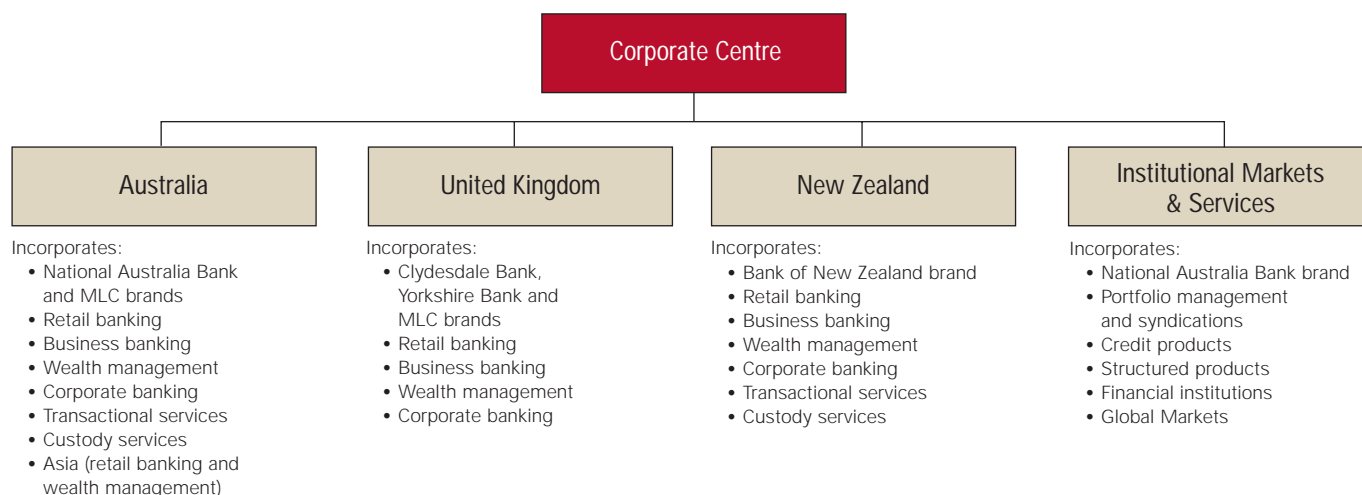 Corporate Centre
Australia
Incorporates:
• National Australia Bank
and MLC brands
• Retail banking
• Business banking
• Wealth management
• Corporate banking
• Transactional services
• Custody services
• Asia (retail banking and
wealth management)
United Kingdom
Incorporates:
• Clydesdale Bank,
Yorkshire Bank and
MLC brands
• Retail banking
• Business banking
• Wealth management
• Corporate banking
New Zealand
Incorporates:
• Bank of New Zealand brand
• Retail banking
• Business banking
• Wealth management
• Corporate banking
• Transactional services
• Custody services
Institutional Markets
& Services
Incorporates:
• National Australia Bank brand
• Portfolio management
and syndications
• Credit products
• Structured products
• Financial institutions
• Global Markets